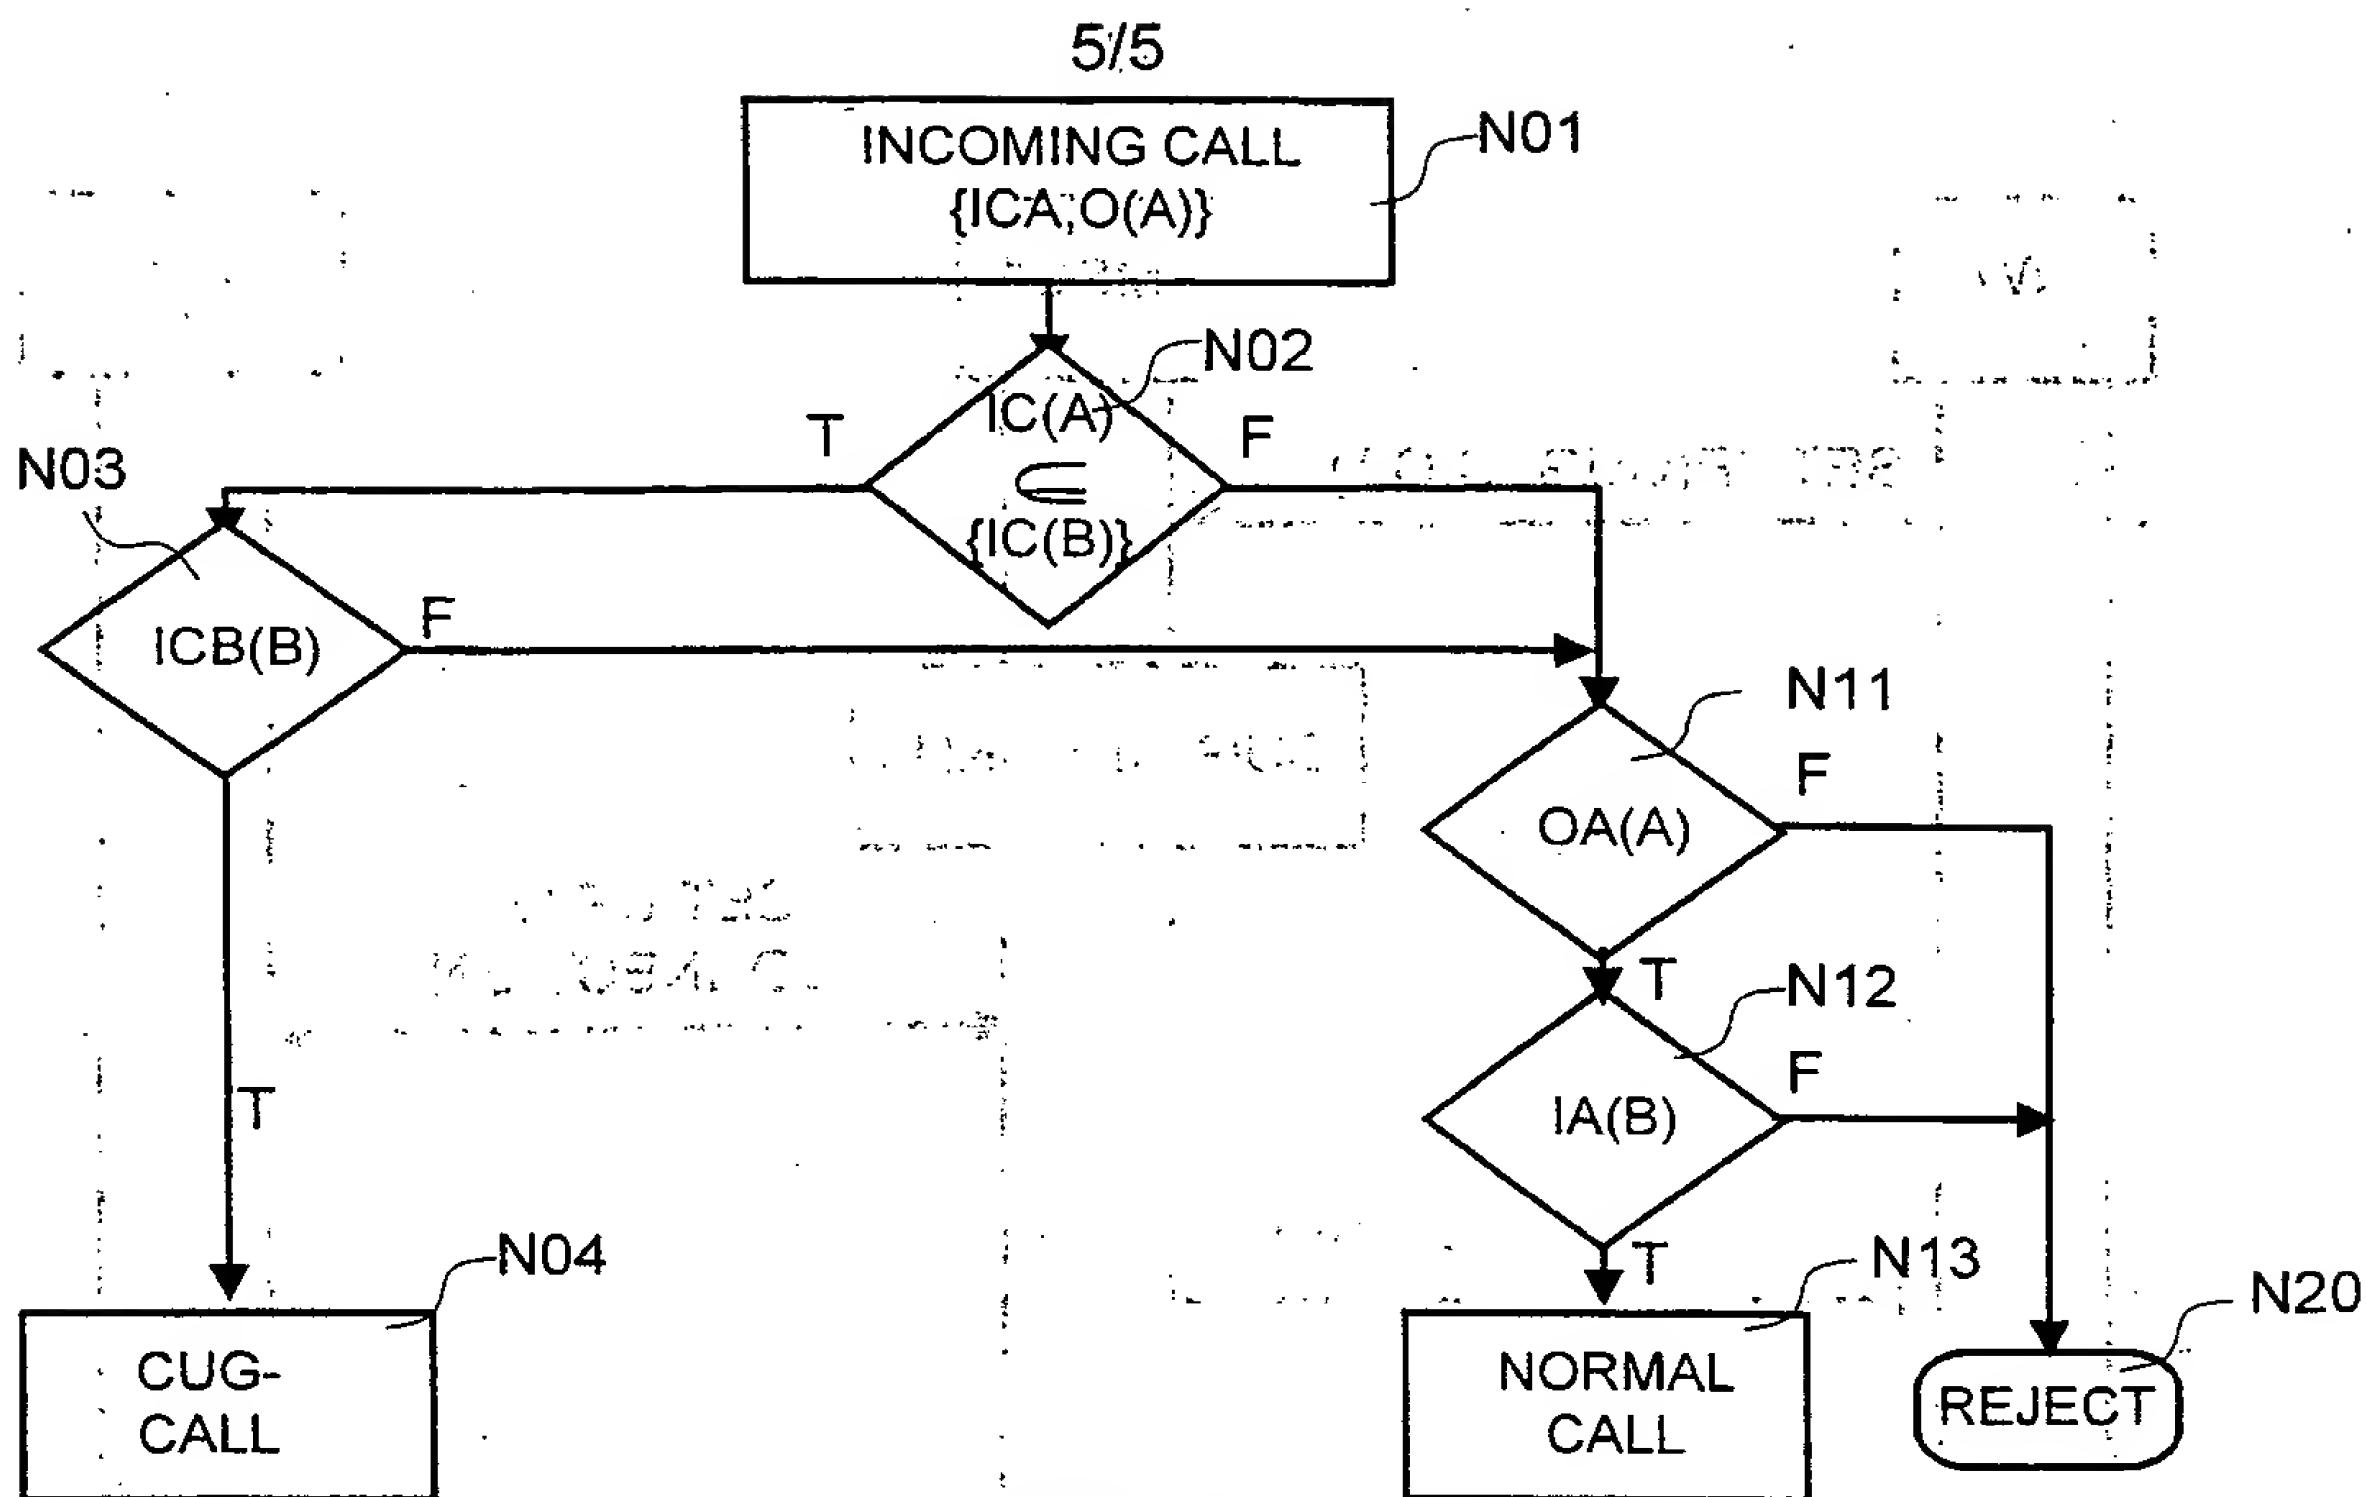 5/5
INCOMING CALL
{ICA,O(A)}
N01
N02
IC(A)
⊂
{IC(B)}
T
F
N03
ICB(B)
F
N11
OA(A)
F
T
N12
IA(B)
F
T
T
N04
CUG-
CALL
N13
NORMAL
CALL
N20
REJECT